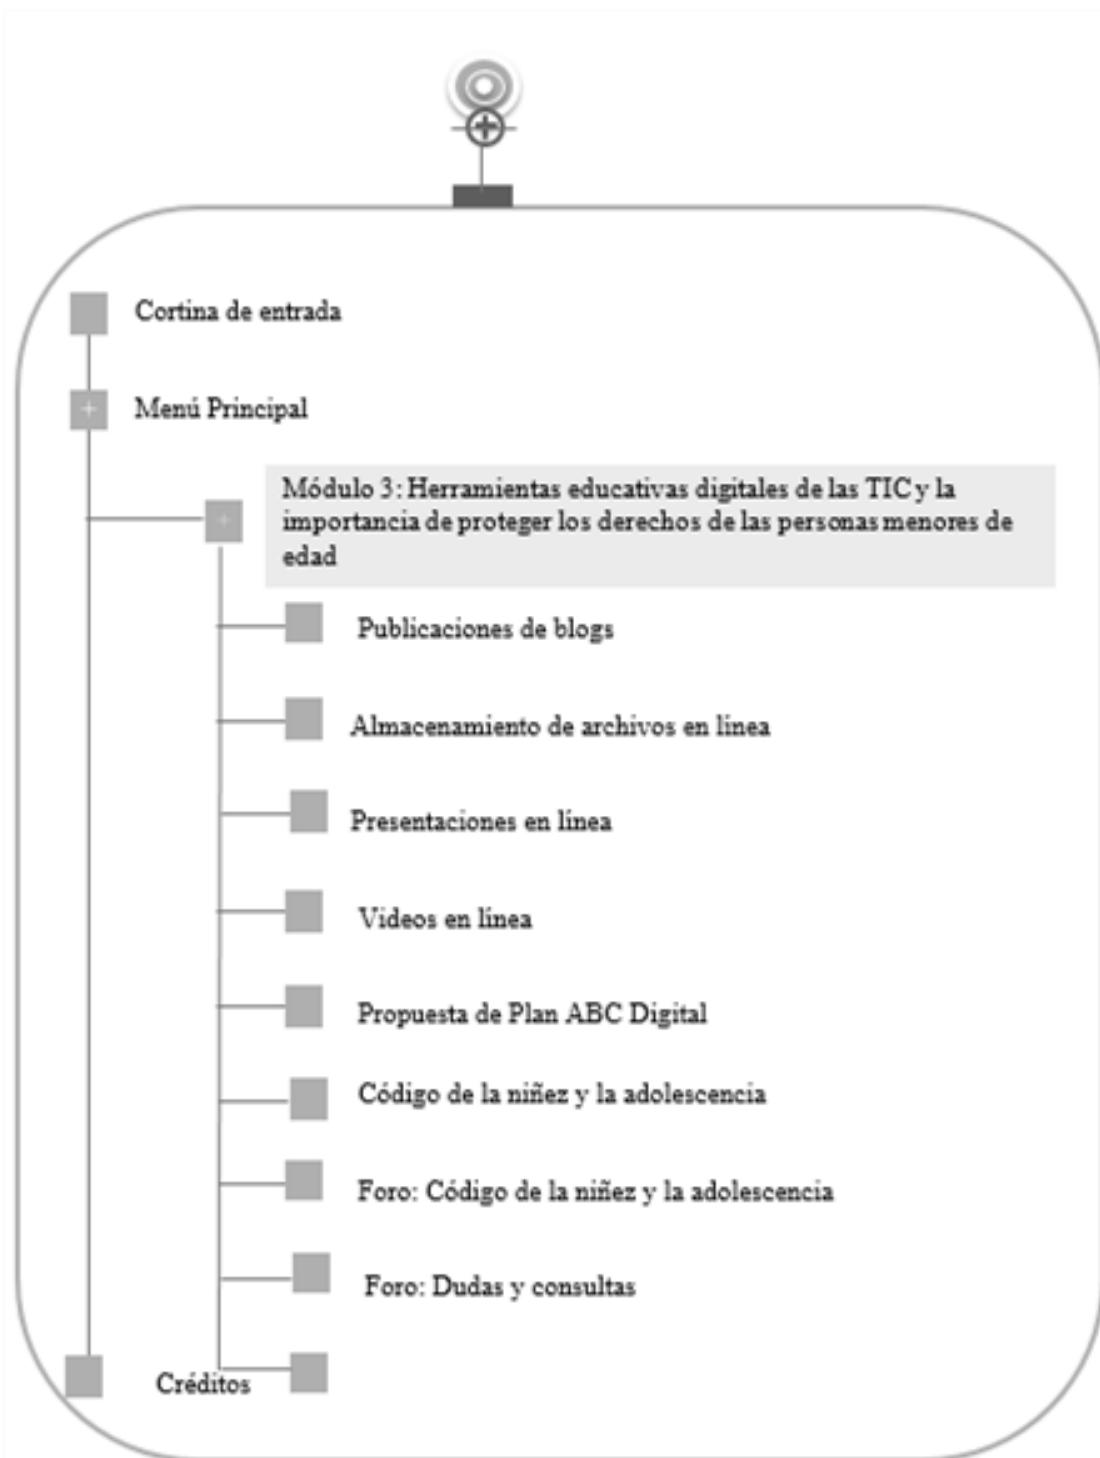 Cortina de entrada
Menú Principal
Módulo 3: Herramientas educativas digitales de las TIC y la
importancia de proteger los derechos de las personas menores de
edad
Publicaciones de blogs
Almacenamiento de archivos en línea
Presentaciones en línea
Videos en línea
Propuesta de Plan ABC Digital
Código de la niñez y la adolescencia
Foro: Código de la niñez y la adolescencia
Foro: Dudas y consultas
Créditos